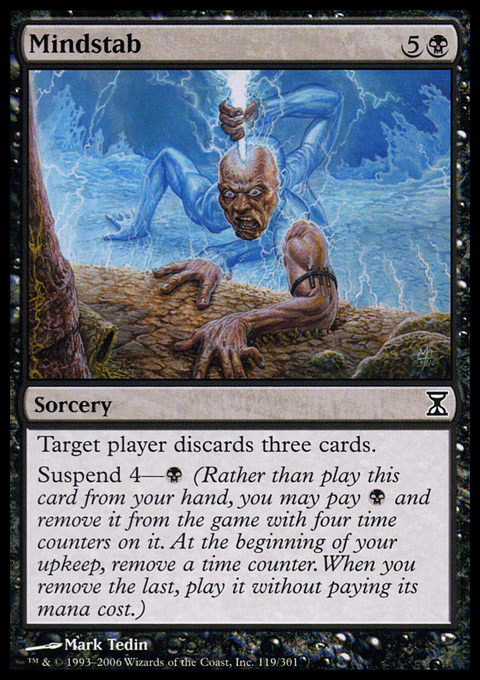 Mindstab 5
Sorcery
Target player discards three cards.
Suspend 4— (Rather than play this
card from your hand, you may pay and
remove it from the game with four time
counters on it. At the beginning of your
upkeep, remove a time counter. When you
remove the last, play it without paying its
mana cost.)
Mark Tedin
™ & © 1993–2006 Wizards of the Coast, Inc. 119/301